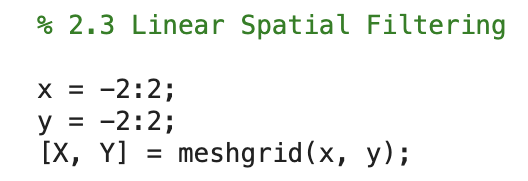 % 2.3 Linear Spatial Filtering
x = -2:2;
y = -2:2;
[X, Y] = meshgrid(x, y);